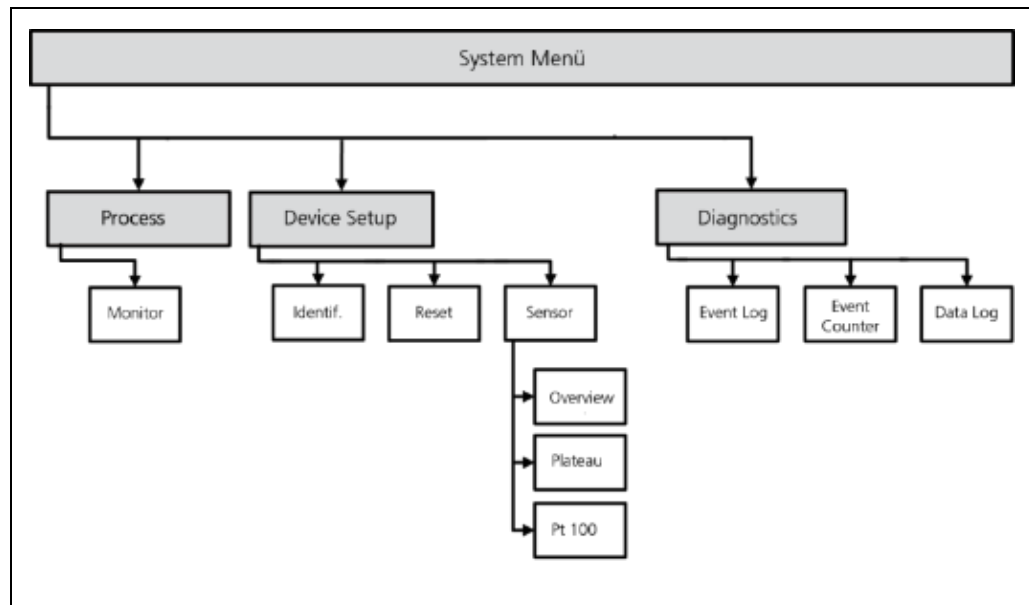 System Menü
Process
Device Setup
Diagnostics
Monitor
Identif.
Reset
Sensor
Event Log
Event
Counter
Data Log
Overview
Plateau
Pt 100